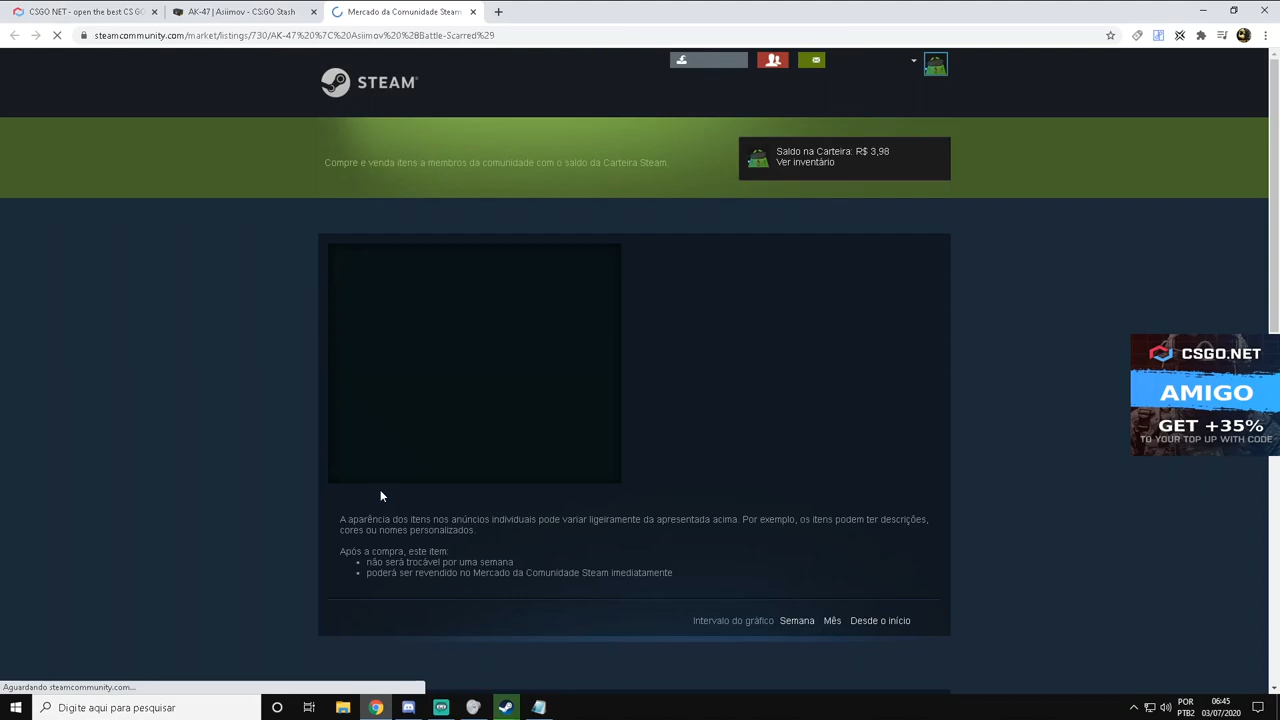 CSGO NET - open the best CS GO
AK-47 | Asiimov - CS:GO Stash
Mercado da Comunidade Steam
steamcommunity.com/market/listings/730/AK-47%20%7C%20Asiimov%20%28Battle-Scarred%29
STEAM
Compre e venda itens a membros da comunidade com o saldo da Carteira Steam.
Saldo na Carteira: R$ 3,98
Ver inventário
CSGO.NET
AMIGO
GET +35%
TO YOUR TOP UP WITH CODE
A aparência dos itens nos anúncios individuais pode variar ligeiramente da apresentada acima. Por exemplo, os itens podem ter descrições,
cores ou nomes personalizados.
Após a compra, este item:
• não será trocável por uma semana
• poderá ser revendido no Mercado da Comunidade Steam imediatamente
Intervalo do gráfico Semana Mês Desde o início
Aguardando steamcommunity.com...
Digite aqui para pesquisar
POR
PTB2
06:45
03/07/2020